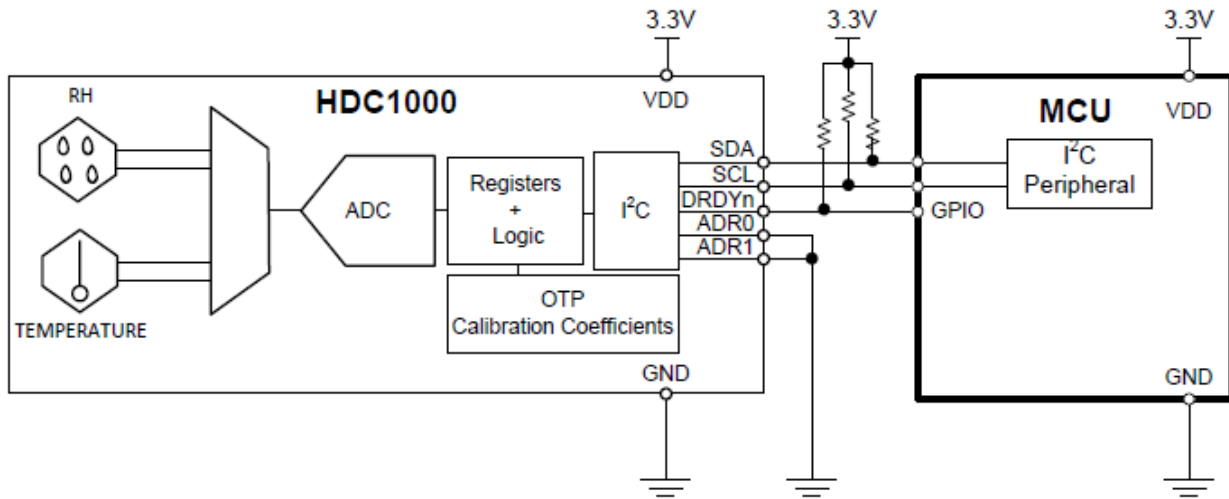 3.3V
3.3V
3.3V
RH
HDC1000
VDD
MCU
VDD
SDA
SCL
DRDYn
ADR0
ADR1
ADC
Registers
+
Logic
I²C
GPIO
I²C
Peripheral
TEMPERATURE
OTP
Calibration Coefficients
GND
GND